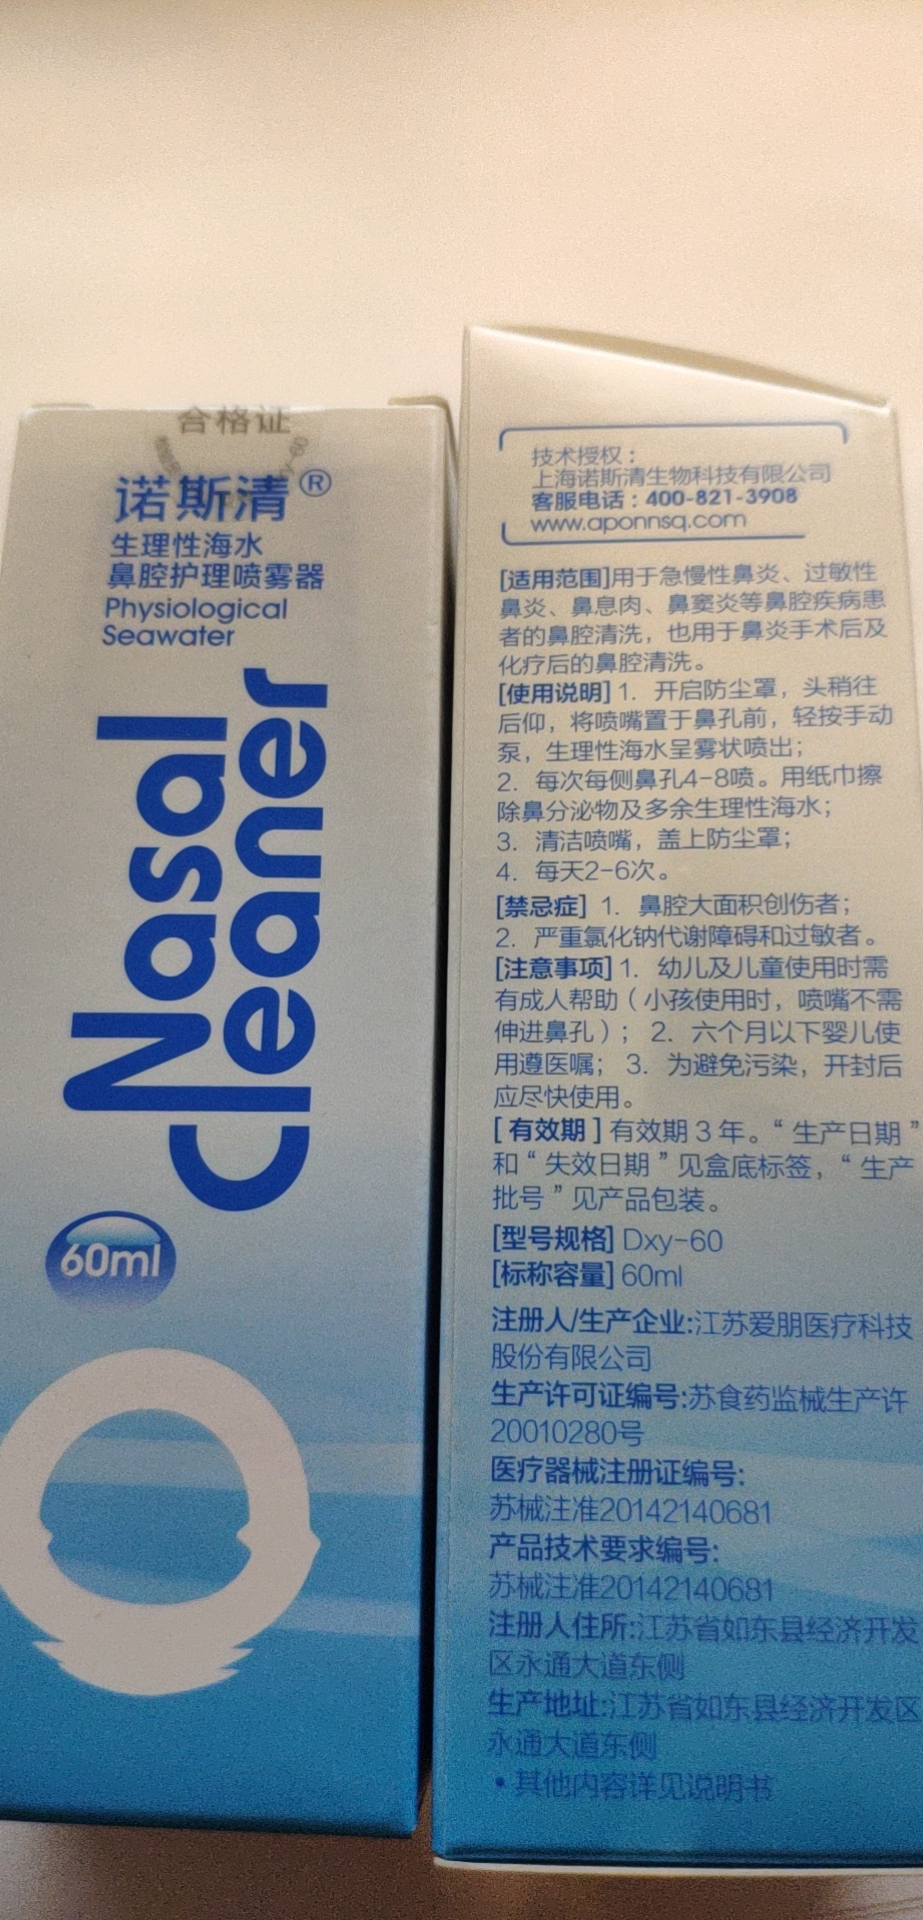 合格证
诺斯清®
生理性海水
鼻腔护理喷雾器
Physiological
Seawater
Nasal
cleaner
60ml
技术授权：
上海诺斯清生物科技有限公司
客服电话：400-821-3908
www.aponnsq.com
[适用范围]用于急慢性鼻炎、过敏性
鼻炎、鼻息肉、鼻窦炎等鼻腔疾病患
者的鼻腔清洗，也用于鼻炎手术后及
化疗后的鼻腔清洗。
[使用说明] 1. 开启防尘罩，头稍往
后仰，将喷嘴置于鼻孔前，轻按手动
泵，生理性海水呈雾状喷出；
2. 每次每侧鼻孔4-8喷。用纸巾擦
除鼻分泌物及多余生理性海水；
3. 清洁喷嘴，盖上防尘罩；
4. 每天2-6次。
[禁忌症] 1. 鼻腔大面积创伤者；
2. 严重氯化钠代谢障碍和过敏者。
[注意事项] 1. 幼儿及儿童使用时需
有成人帮助（小孩使用时，喷嘴不需
伸进鼻孔）；2. 六个月以下婴儿使
用遵医嘱；3. 为避免污染，开封后
应尽快使用。
[有效期] 有效期3年。“生产日期”
和“失效日期”见盒底标签，“生产
批号”见产品包装。
[型号规格] Dxy-60
[标称容量] 60ml
注册人/生产企业:江苏爱朋医疗科技
股份有限公司
生产许可证编号:苏食药监械生产许
20010280号
医疗器械注册证编号:
苏械注准20142140681
产品技术要求编号:
苏械注准20142140681
注册人住所:江苏省如东县经济开发
区永通大道东侧
生产地址:江苏省如东县经济开发区
永通大道东侧
• 其他内容详见说明书